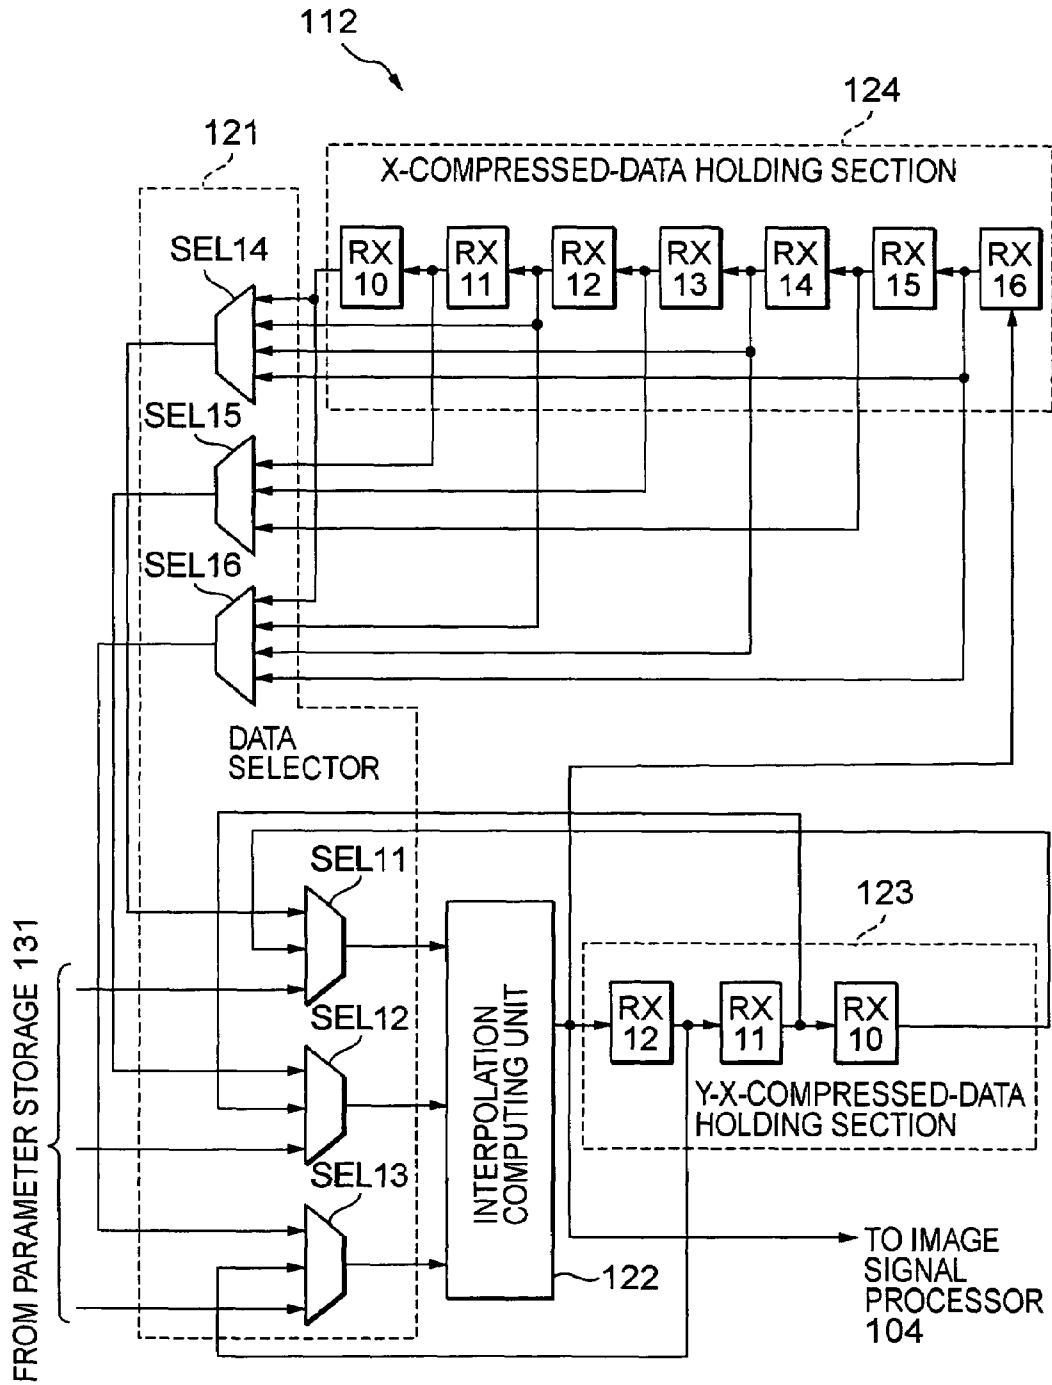 112
124
121
X-COMPRESSED-DATA HOLDING SECTION
SEL14
RX
10
RX
11
RX
12
RX
13
RX
14
RX
15
RX
16
SEL15
SEL16
DATA
SELECTOR
SEL11
123
FROM PARAMETER STORAGE 131
SEL12
INTERPOLATION
COMPUTING UNIT
RX
12
RX
11
RX
10
Y-X-COMPRESSED-DATA
HOLDING SECTION
SEL13
122
TO IMAGE
SIGNAL
PROCESSOR
104